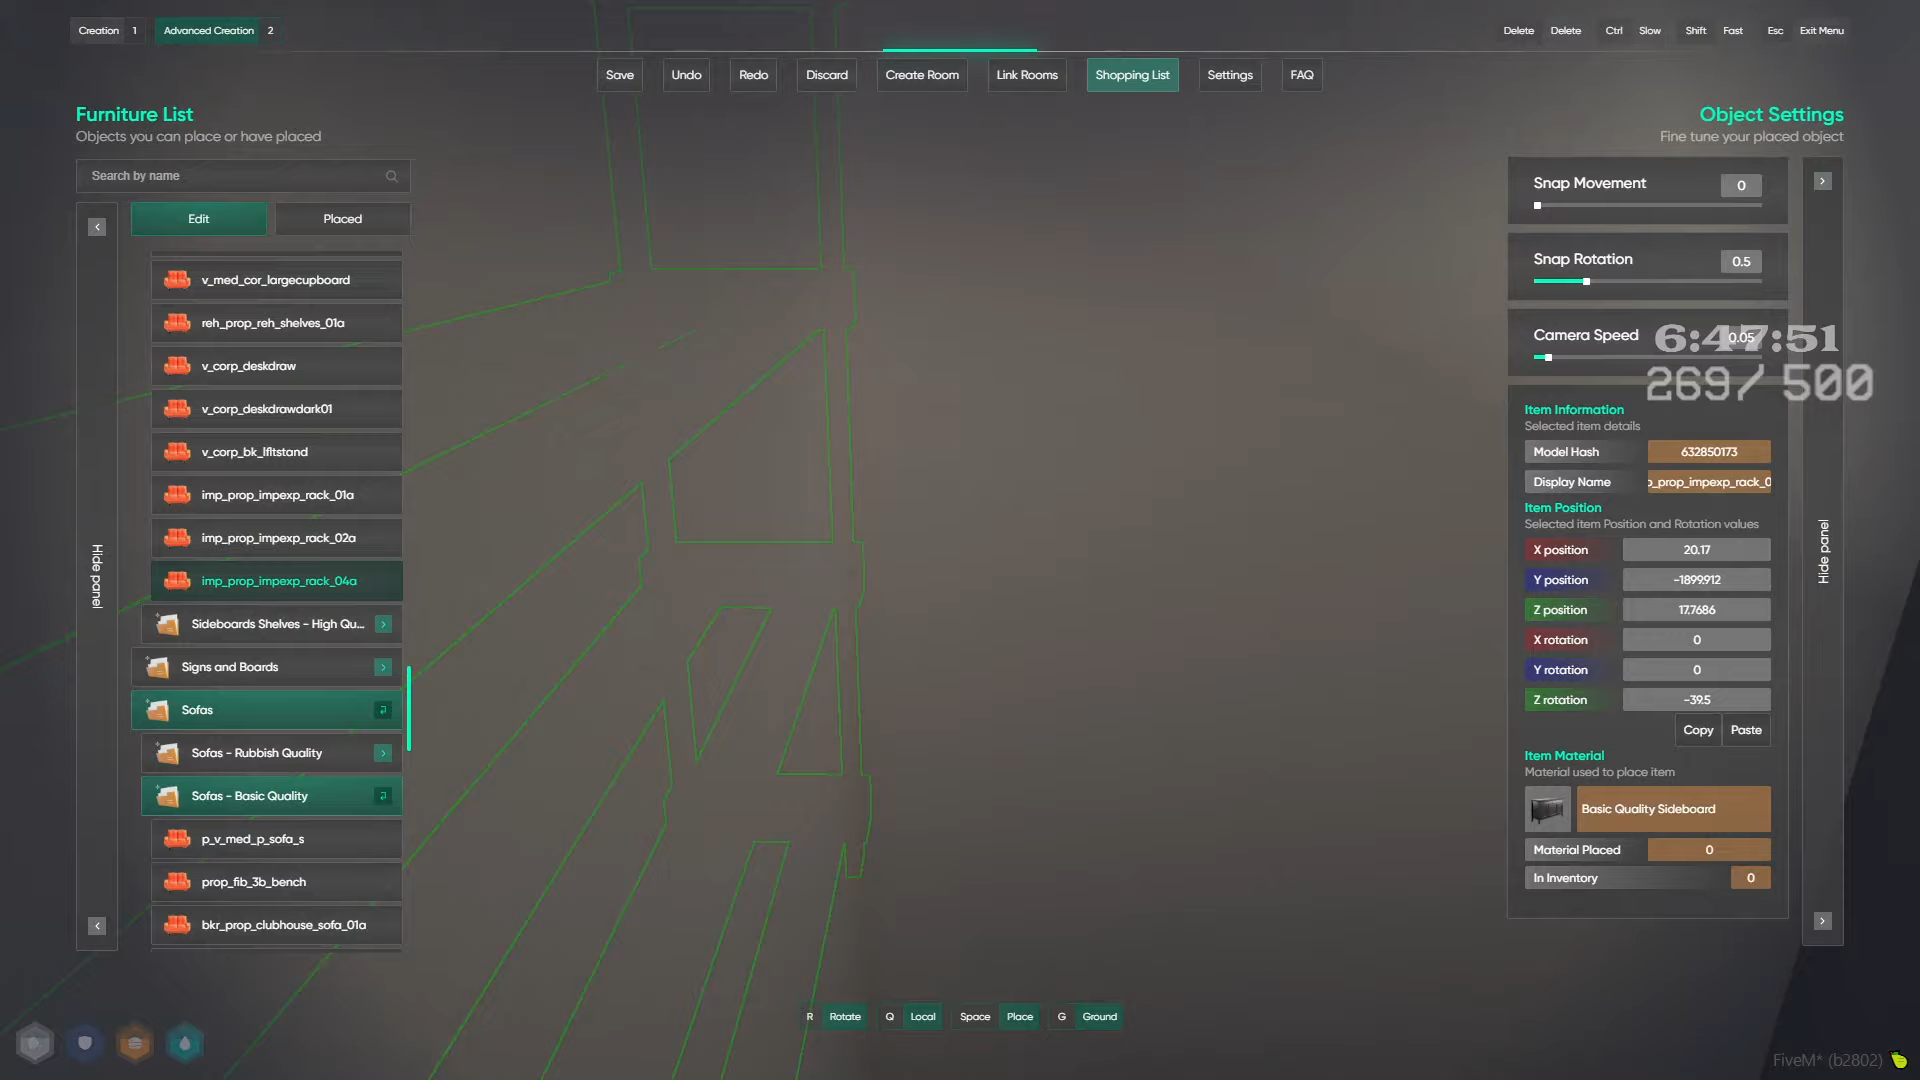 Creation 1 Advanced Creation 2
Delete Delete Ctrl Slow Shift Fast Esc Exit Menu
Save Undo Redo Discard Create Room Link Rooms Shopping List Settings FAQ
Furniture List
Objects you can place or have placed
Search by name
Edit Placed
v_med_cor_largecupboard
reh_prop_reh_shelves_01a
v_corp_deskdraw
v_corp_deskdrawdark01
v_corp_bk_lfltstand
imp_prop_impexp_rack_01a
imp_prop_impexp_rack_02a
imp_prop_impexp_rack_04a
Sideboards Shelves - High Qu...
Signs and Boards
Sofas
Sofas - Rubbish Quality
Sofas - Basic Quality
p_v_med_p_sofa_s
prop_fib_3b_bench
bkr_prop_clubhouse_sofa_01a
Hide panel
Object Settings
Fine tune your placed object
Snap Movement 0
Snap Rotation 0.5
Camera Speed 0.05
6:47:51
269/ 500
Item Information
Selected item details
Model Hash 632850173
Display Name p_prop_impexp_rack_0
Item Position
Selected item Position and Rotation values
X position 20.17
Y position -1899.912
Z position 17.7686
X rotation 0
Y rotation 0
Z rotation -39.5
Copy Paste
Item Material
Material used to place item
Basic Quality Sideboard
Material Placed 0
In Inventory 0
Hide panel
R Rotate Q Local Space Place G Ground
FiveM* (b2802)